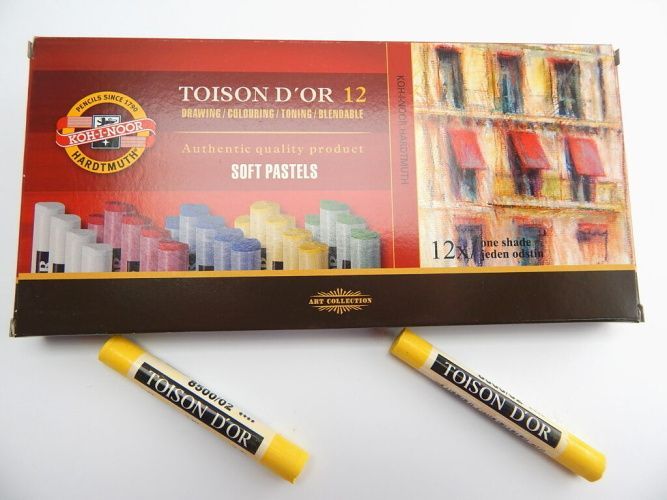 PENCILS SINCE 1790
KOH-I-NOOR
HARDTMUTH
TOISON D´OR 12
DRAWING / COLOURING / TONING / BLENDABLE
Authentic quality product
SOFT PASTELS
KOH-I-NOOR HARDTMUTH
12x/one shade
jeden odstín
ART COLLECTION
8500/02
TOISON D´OR
TOISON D´OR